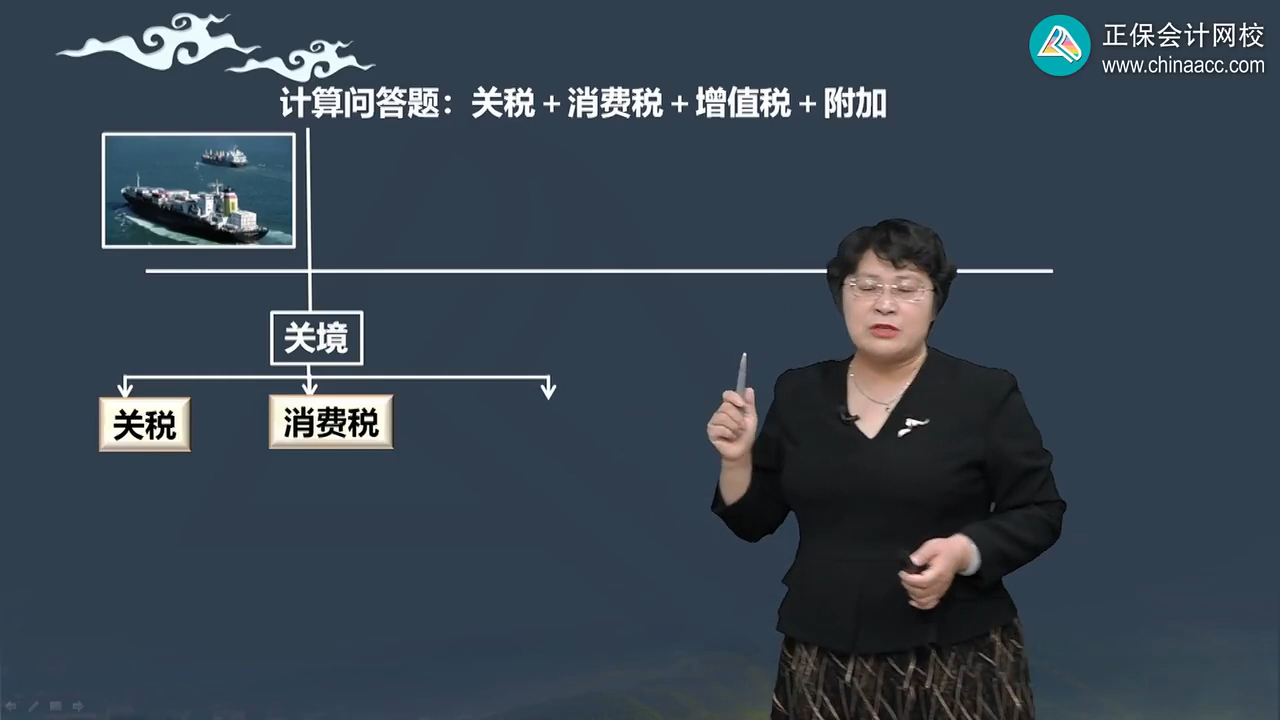 正保会计网校
www.chinaacc.com
计算问答题：关税+消费税+增值税+附加
关境
关税
消费税